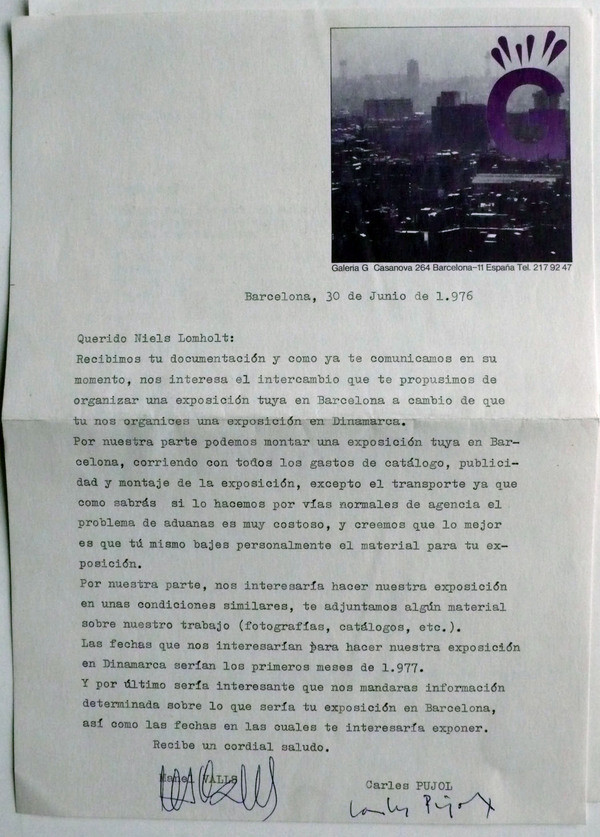 G
Galeria G Casanova 264 Barcelona-11 España Tel. 217 92 47
Barcelona, 30 de Junio de 1.976
Querido Niels Lomholt:
Recibimos tu documentación y como ya te comunicamos en su
momento, nos interesa el intercambio que te propusimos de
organizar una exposición tuya en Barcelona a cambio de que
tu nos organices una exposición en Dinamarca.
Por nuestra parte podemos montar una exposición tuya en Bar-
celona, corriendo con todos los gastos de catálogo, publici-
dad y montaje de la exposición, excepto el transporte ya que
como sabrás si lo hacemos por vías normales de agencia el
problema de aduanas es muy costoso, y creemos que lo mejor
es que tú mismo bajes personalmente el material para tu ex-
posición.
Por nuestra parte, nos interesaría hacer nuestra exposición
en unas condiciones similares, te adjuntamos algún material
sobre nuestro trabajo (fotografías, catálogos, etc.).
Las fechas que nos interesarían para hacer nuestra exposición
en Dinamarca serían los primeros meses de 1.977.
Y por último sería interesante que nos mandaras información
determinada sobre lo que sería tu exposición en Barcelona,
así como las fechas en las cuales te interesaría exponer.
Recibe un cordial saludo.
Manel VALLS
Carles PUJOL
Carles Pujol